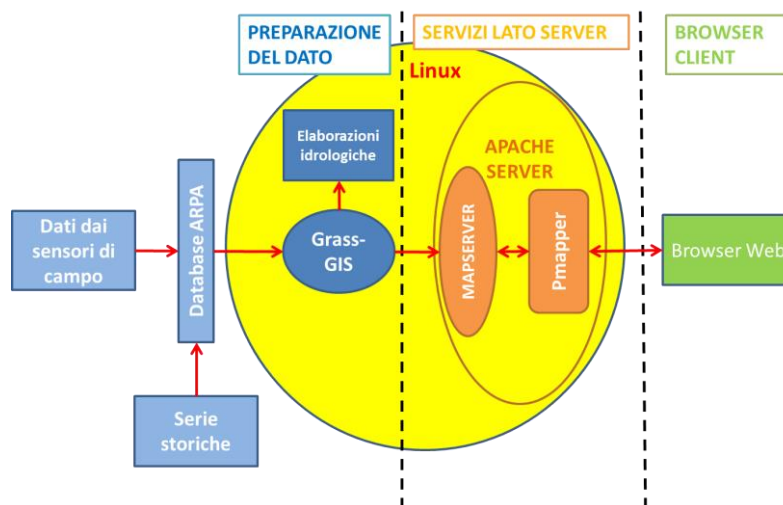 PREPARAZIONE
DEL DATO
SERVIZI LATO SERVER
BROWSER
CLIENT
Linux
Elaborazioni
idrologiche
APACHE
SERVER
Dati dai
sensori di
campo
Database ARPA
Grass-
GIS
MAPSERVER
Pmapper
Browser Web
Serie
storiche